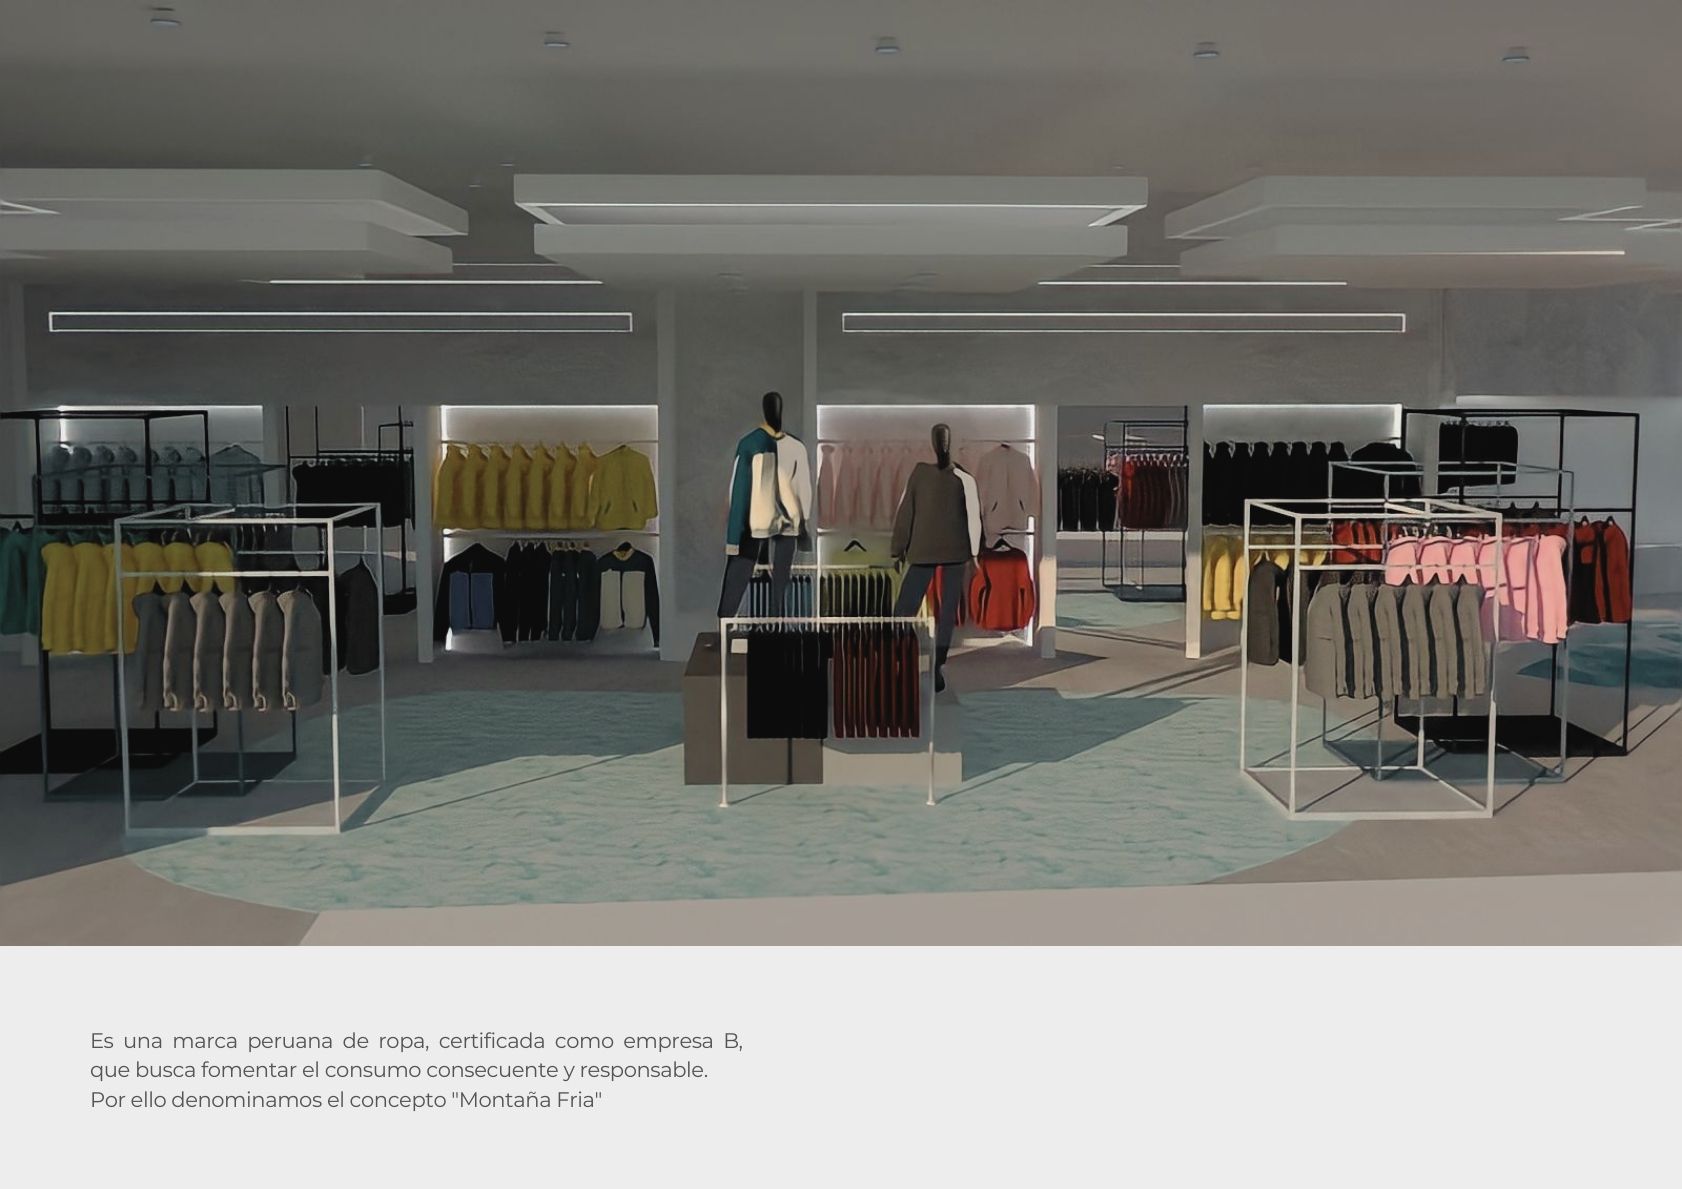 Es una marca peruana de ropa, certificada como empresa B,
que busca fomentar el consumo consecuente y responsable.
Por ello denominamos el concepto "Montaña Fria"